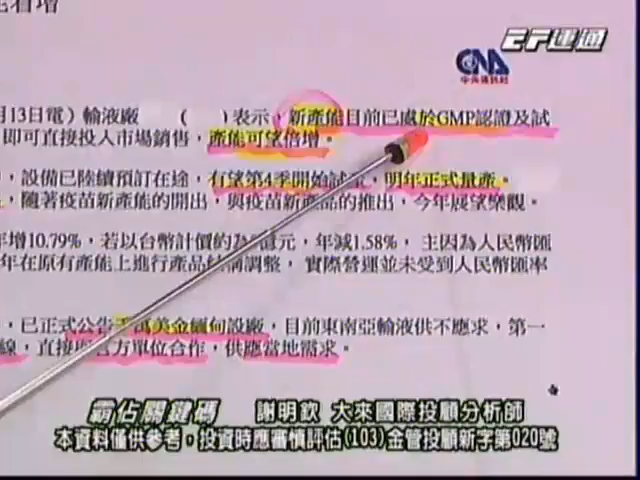 EF運通
CNA
中央通訊社
月13日電）輸液廠 （ ）表示，新產能目前已處於GMP認證及試
即可直接投入市場銷售，產能可望倍增。
，設備已陸續預訂在途，有望第4季開始試，明年正式量產。
，隨著疫苗新產能的開出，與疫苗新產品的推出，今年展望樂觀。
年增10.79%，若以台幣計價的為 億元，年減1.58%， 主因為人民幣匯
年在原有產能上進行產品結構調整， 實際營運並未受到人民幣匯率
，已正式公告 萬美金緬甸設廠，目前東南亞輸液供不應求，第一
線，直接與官方單位合作，供應當地需求。
霸佔關鍵碼 謝明欽 大來國際投顧分析師
本資料僅供參考，投資時應審慎評估(103)金管投顧新字第020號